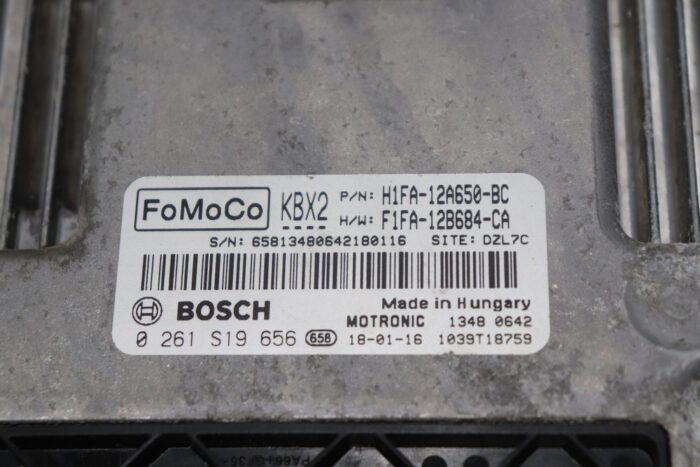 FoMoCo KBX2 P/N: H1FA-12A650-BC
H/W: F1FA-12B684-CA
S/N: 65813480642180116 SITE: DZL7C
BOSCH Made in Hungary
MOTRONIC 1348 0642
0 261 S19 656 658 18-01-16 1039T18759